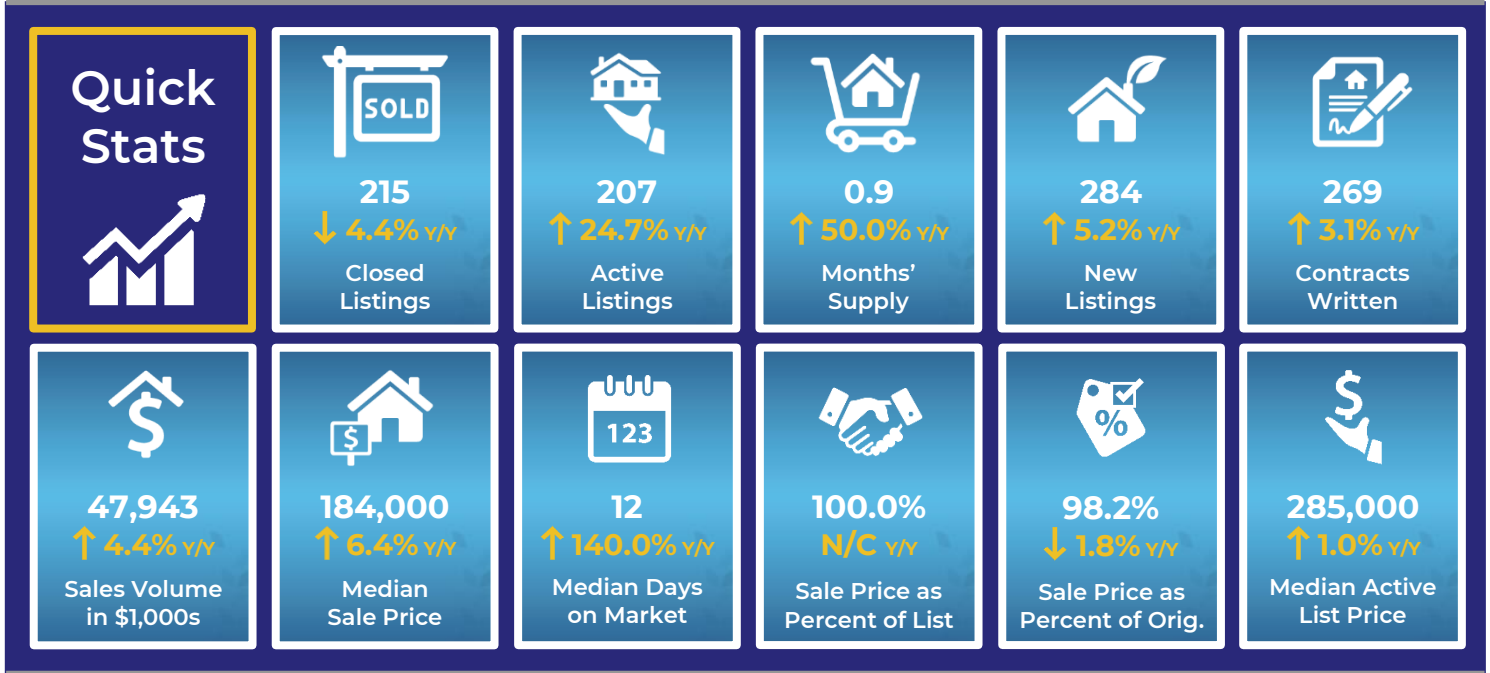 Quick
Stats
SOLD
215
↓ 4.4% Y/Y
Closed
Listings
207
↑ 24.7% Y/Y
Active
Listings
0.9
↑ 50.0% Y/Y
Months’
Supply
284
↑ 5.2% Y/Y
New
Listings
269
↑ 3.1% Y/Y
Contracts
Written
$
47,943
↑ 4.4% Y/Y
Sales Volume
in $1,000s
$
184,000
↑ 6.4% Y/Y
Median
Sale Price
123
12
↑ 140.0% Y/Y
Median Days
on Market
100.0%
N/C Y/Y
Sale Price as
Percent of List
%
98.2%
↓ 1.8% Y/Y
Sale Price as
Percent of Orig.
$
285,000
↑ 1.0% Y/Y
Median Active
List Price